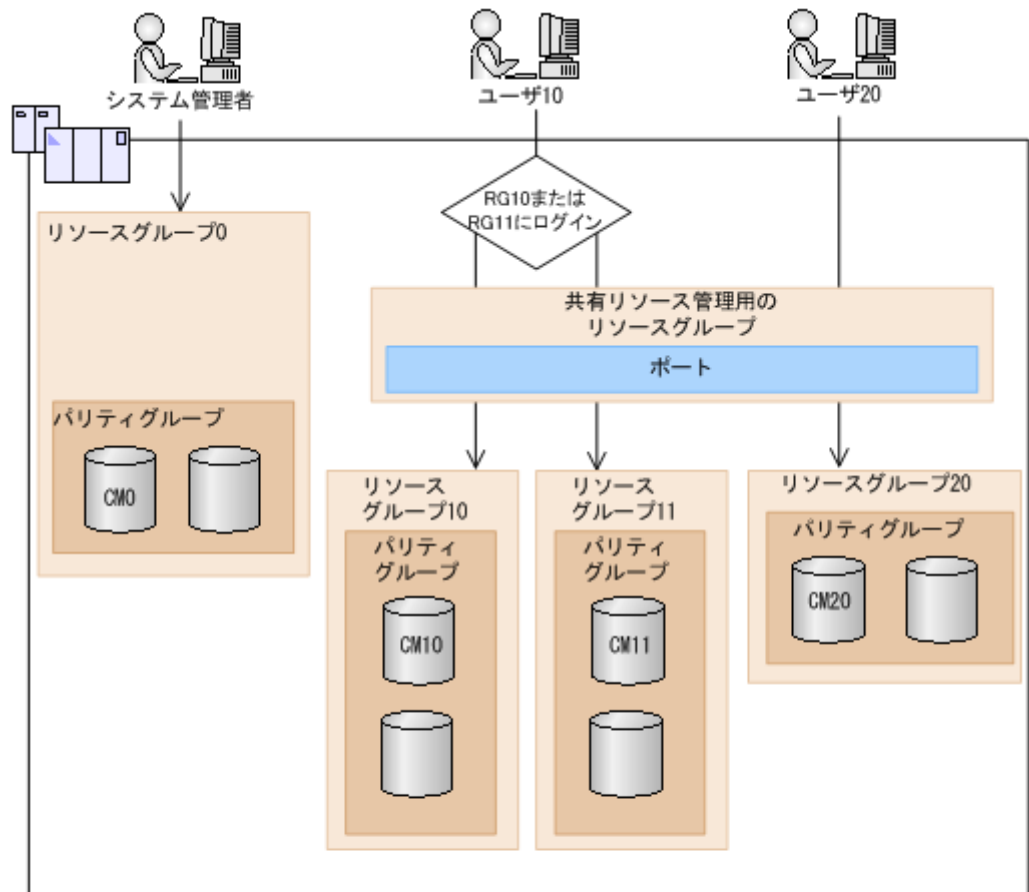 システム管理者
ユーザ10
ユーザ20
RG10または
RG11にログイン
リソースグループ0
共有リソース管理用の
リソースグループ
ポート
パリティグループ
CM0
リソース
グループ10
パリティ
グループ
CM10
リソース
グループ11
パリティ
グループ
CM11
リソースグループ20
パリティグループ
CM20